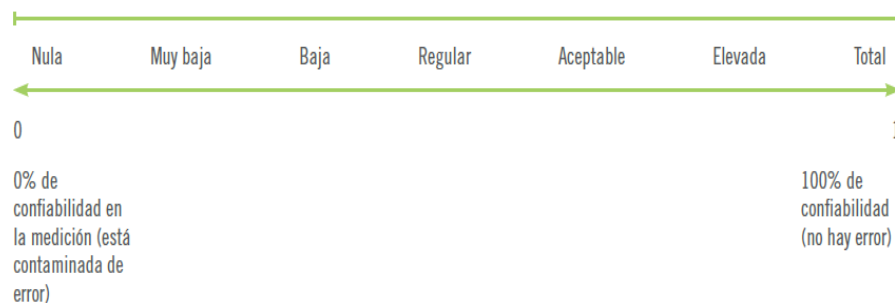 Nula Muy baja Baja Regular Aceptable Elevada Total
0
0% de
confiabilidad en
la medición (está
contaminada de
error)
100% de
confiabilidad
(no hay error)